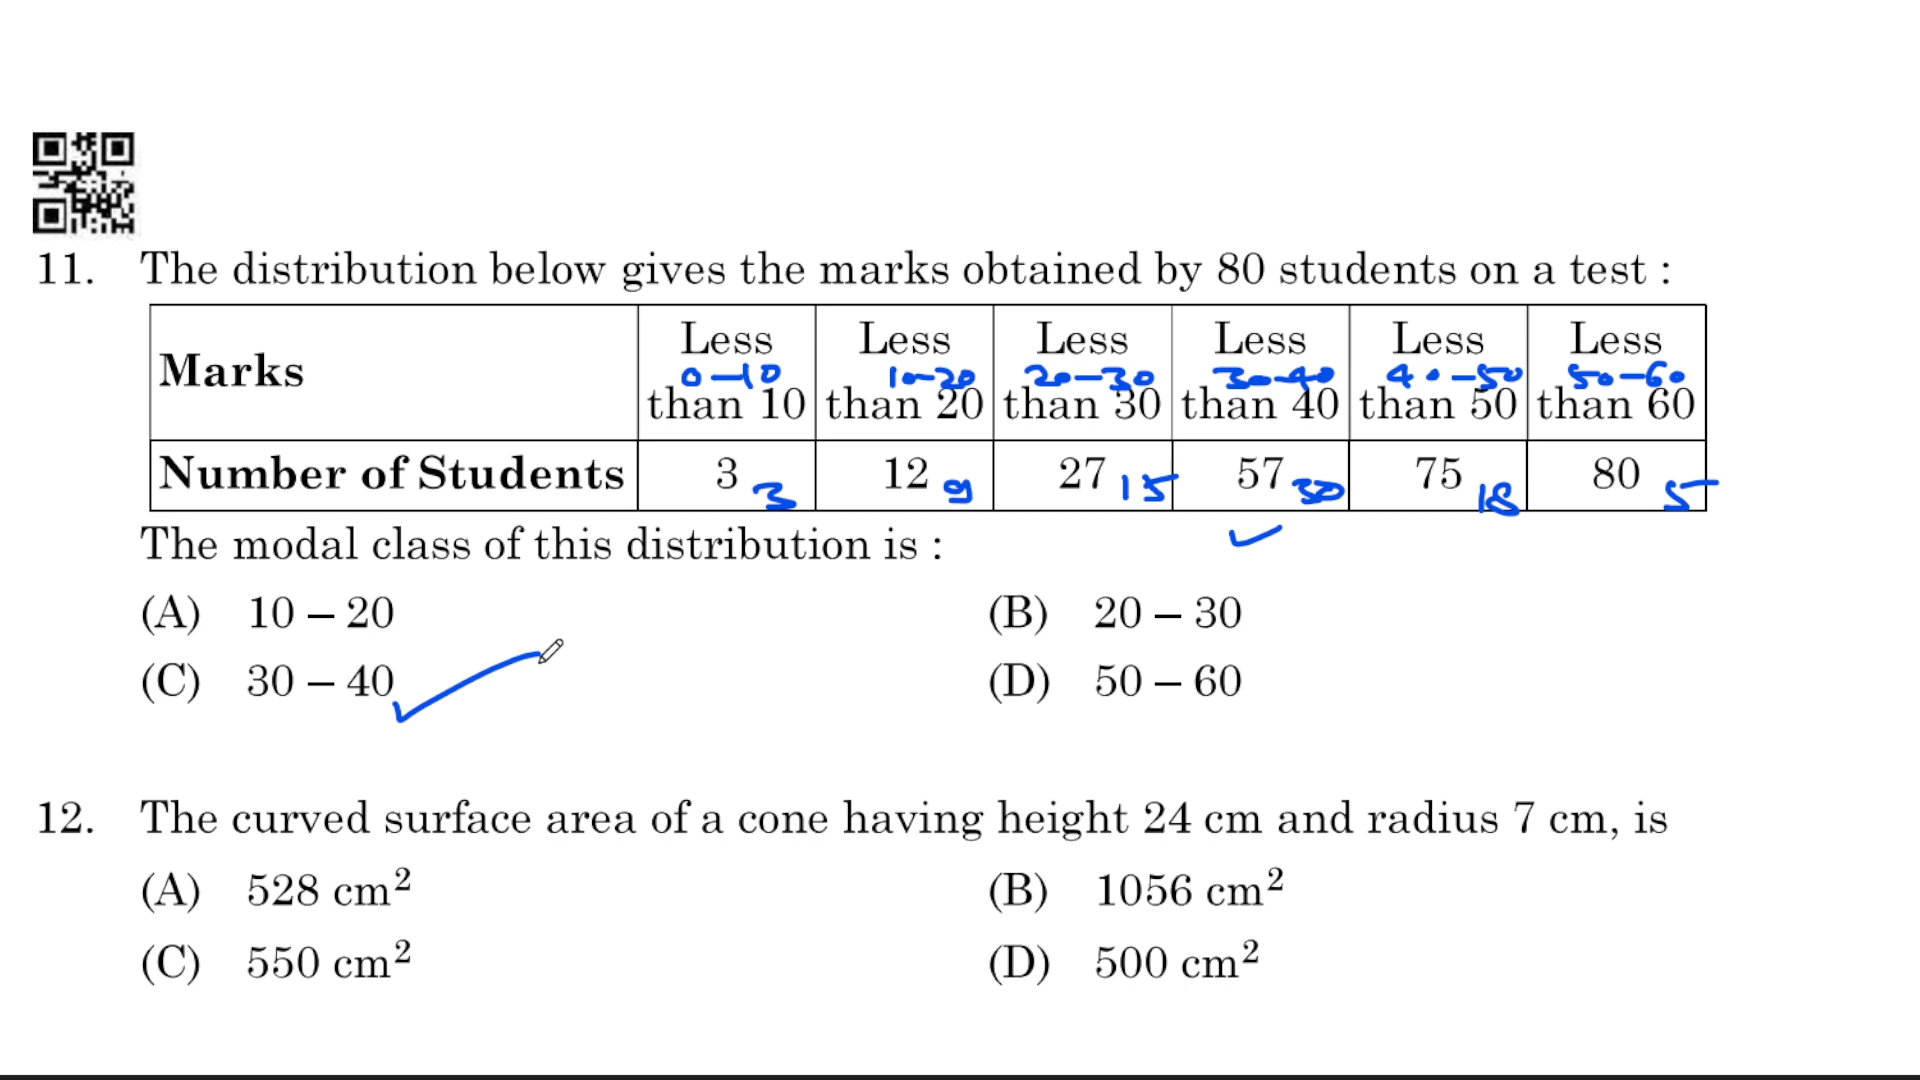 11. The distribution below gives the marks obtained by 80 students on a test :
Marks Less than 10 Less than 20 Less than 30 Less than 40 Less than 50 Less than 60
0-10 10-20 20-30 30-40 40-50 50-60
Number of Students 3 12 27 57 75 80
3 9 15 30 18 5
The modal class of this distribution is :
(A) 10 – 20 (B) 20 – 30
(C) 30 – 40 (D) 50 – 60
12. The curved surface area of a cone having height 24 cm and radius 7 cm, is
(A) 528 cm² (B) 1056 cm²
(C) 550 cm² (D) 500 cm²